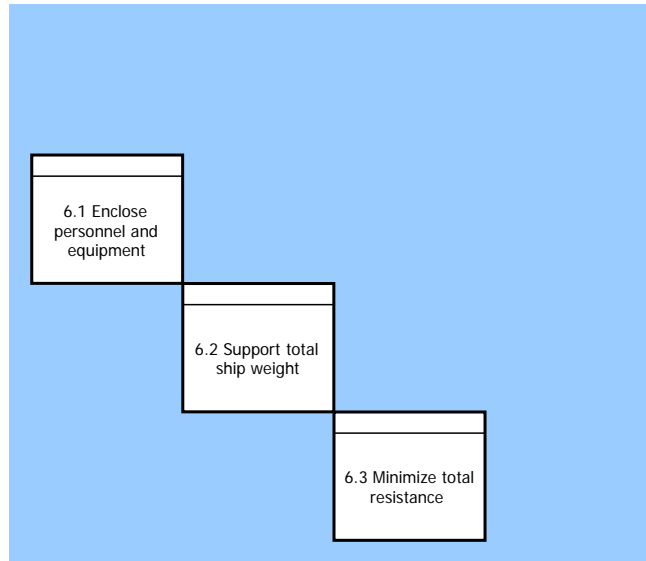 6.1 Enclose
personnel and
equipment
6.2 Support total
ship weight
6.3 Minimize total
resistance